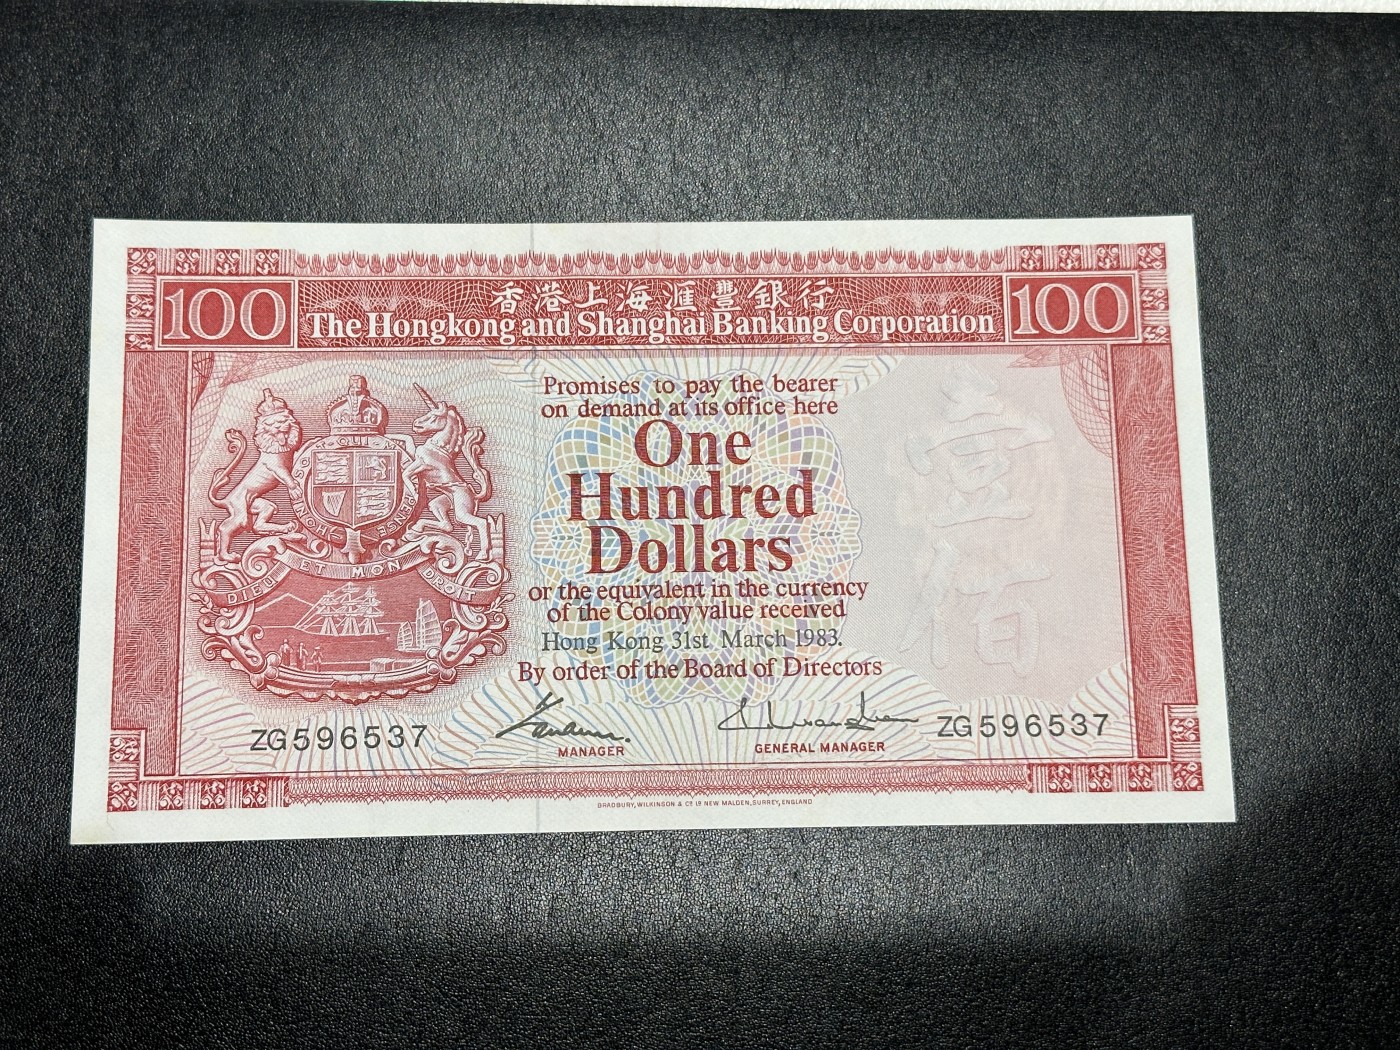 100
香港上海滙豐銀行
The Hongkong and Shanghai Banking Corporation
100
Promises to pay the bearer
on demand at its office here
One
Hundred
Dollars
or the equivalent in the currency
of the Colony value received
Hong Kong 31st March 1983.
By order of the Board of Directors
壹
佰
QUI
HONI
DIEU ET MON DROIT
ZG596537
MANAGER
GENERAL MANAGER
ZG596537
BRADBURY, WILKINSON & Cº Lᴰ NEW MALDEN, SURREY, ENGLAND